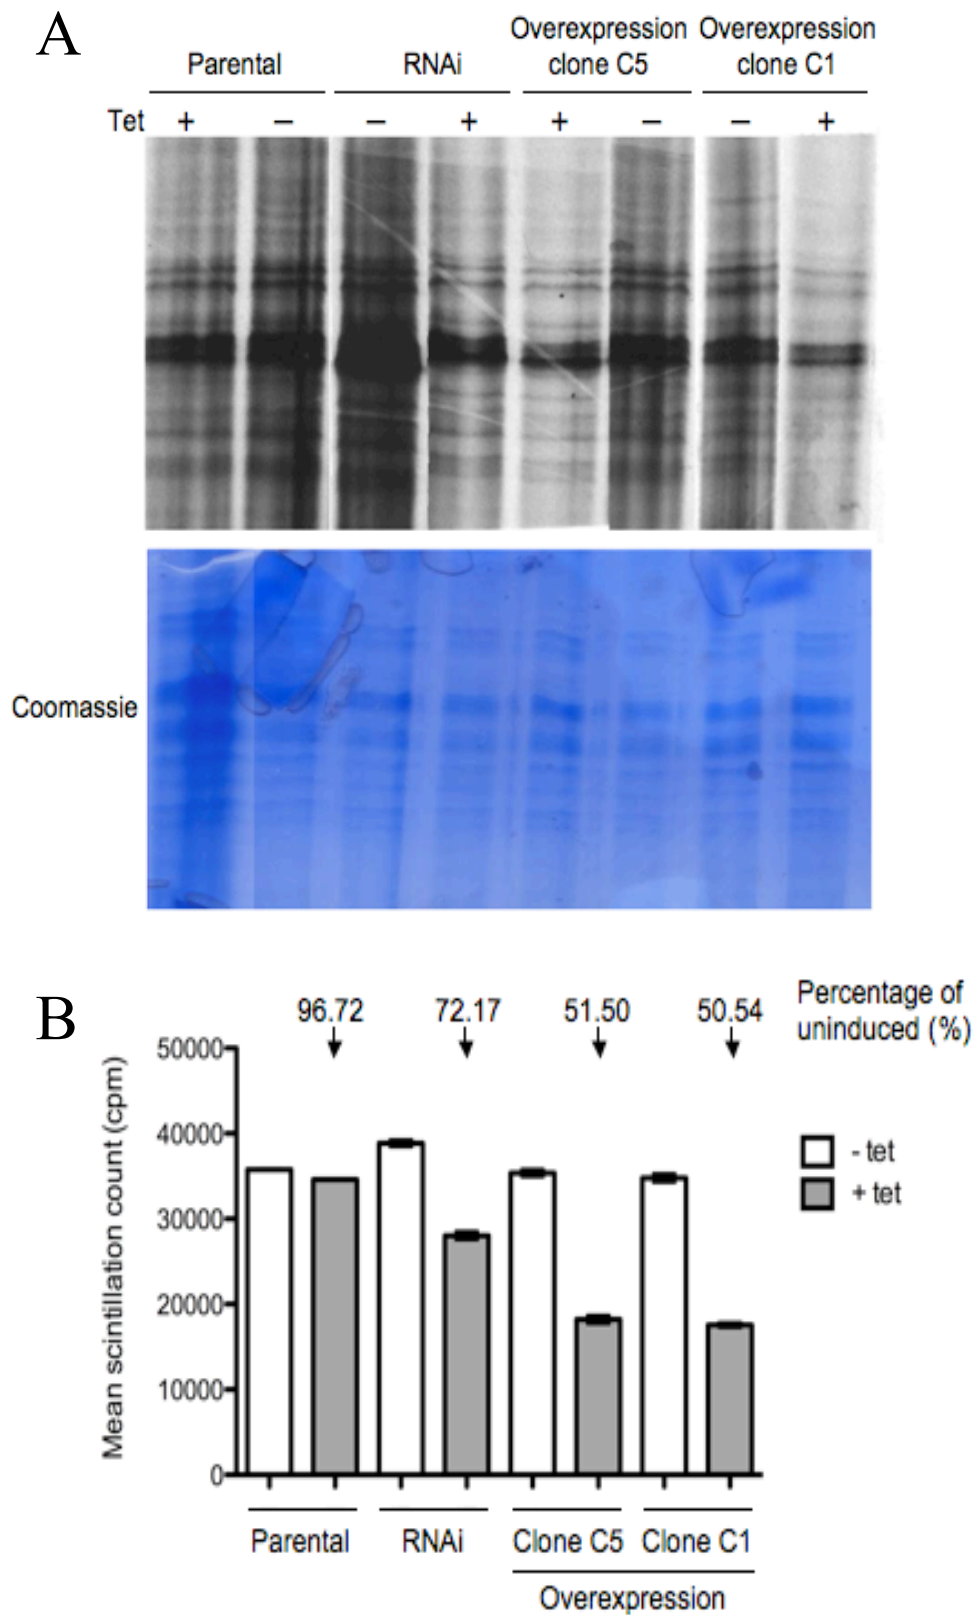 A
Parental RNAi Overexpression clone C5 Overexpression clone C1
Tet + – – + + – – +
Coomassie
B
96.72 72.17 51.50 50.54 Percentage of uninduced (%)
Mean scintillation count (cpm)
50000
40000
30000
20000
10000
0
- tet
+ tet
Parental RNAi Clone C5 Clone C1
Overexpression